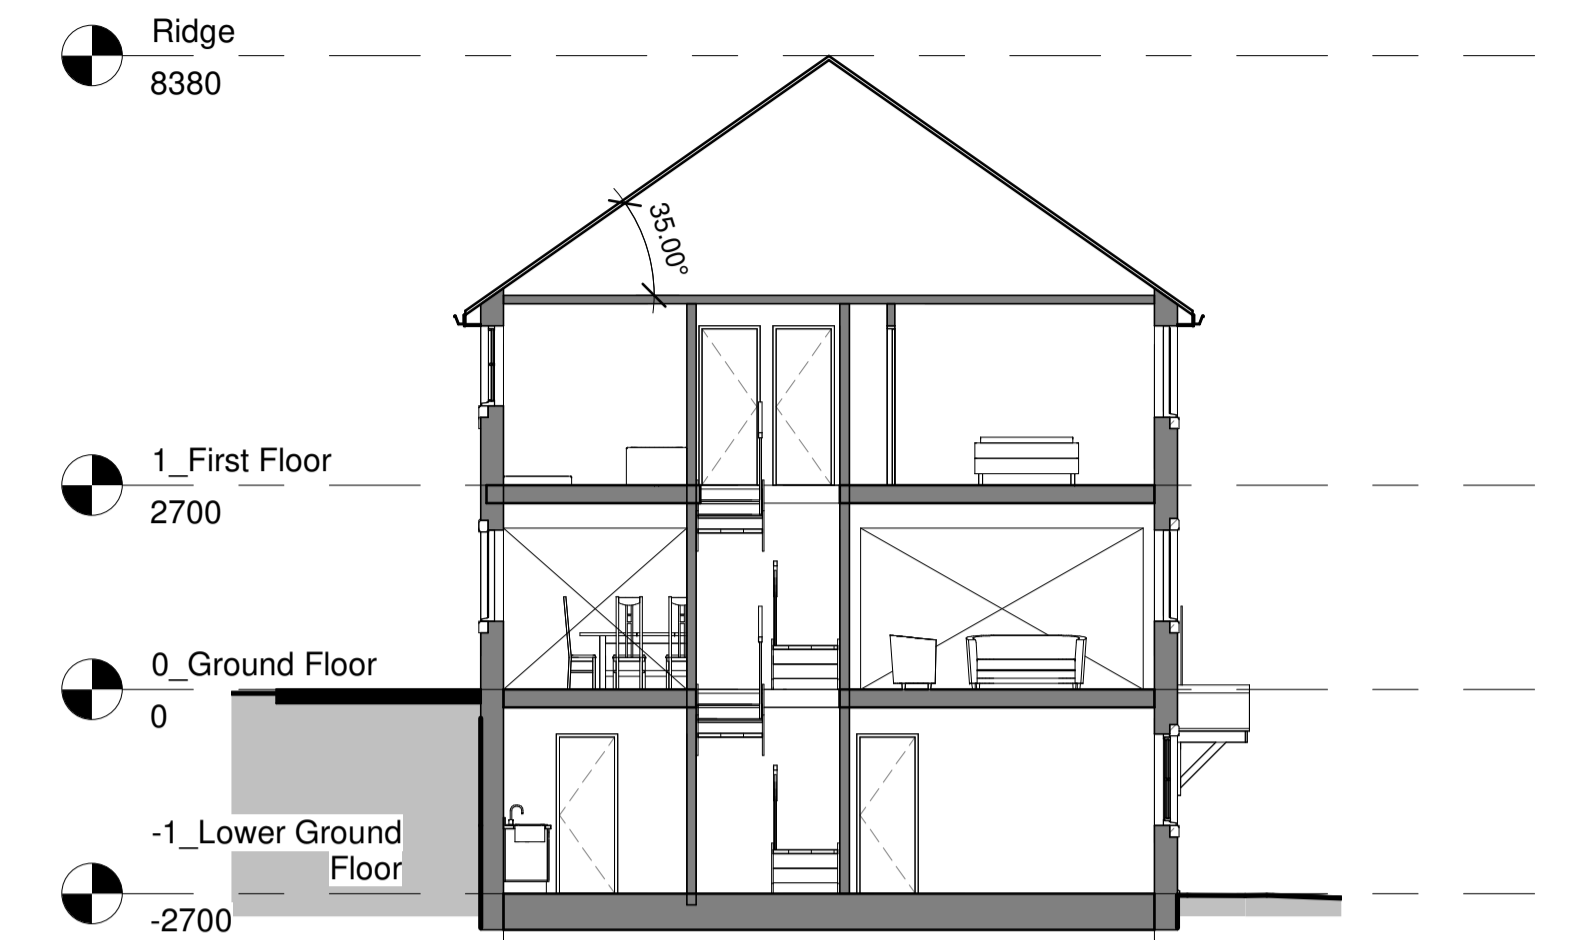 Ridge
8380
35.00°
1_First Floor
2700
0_Ground Floor
0
-1_Lower Ground
Floor
-2700